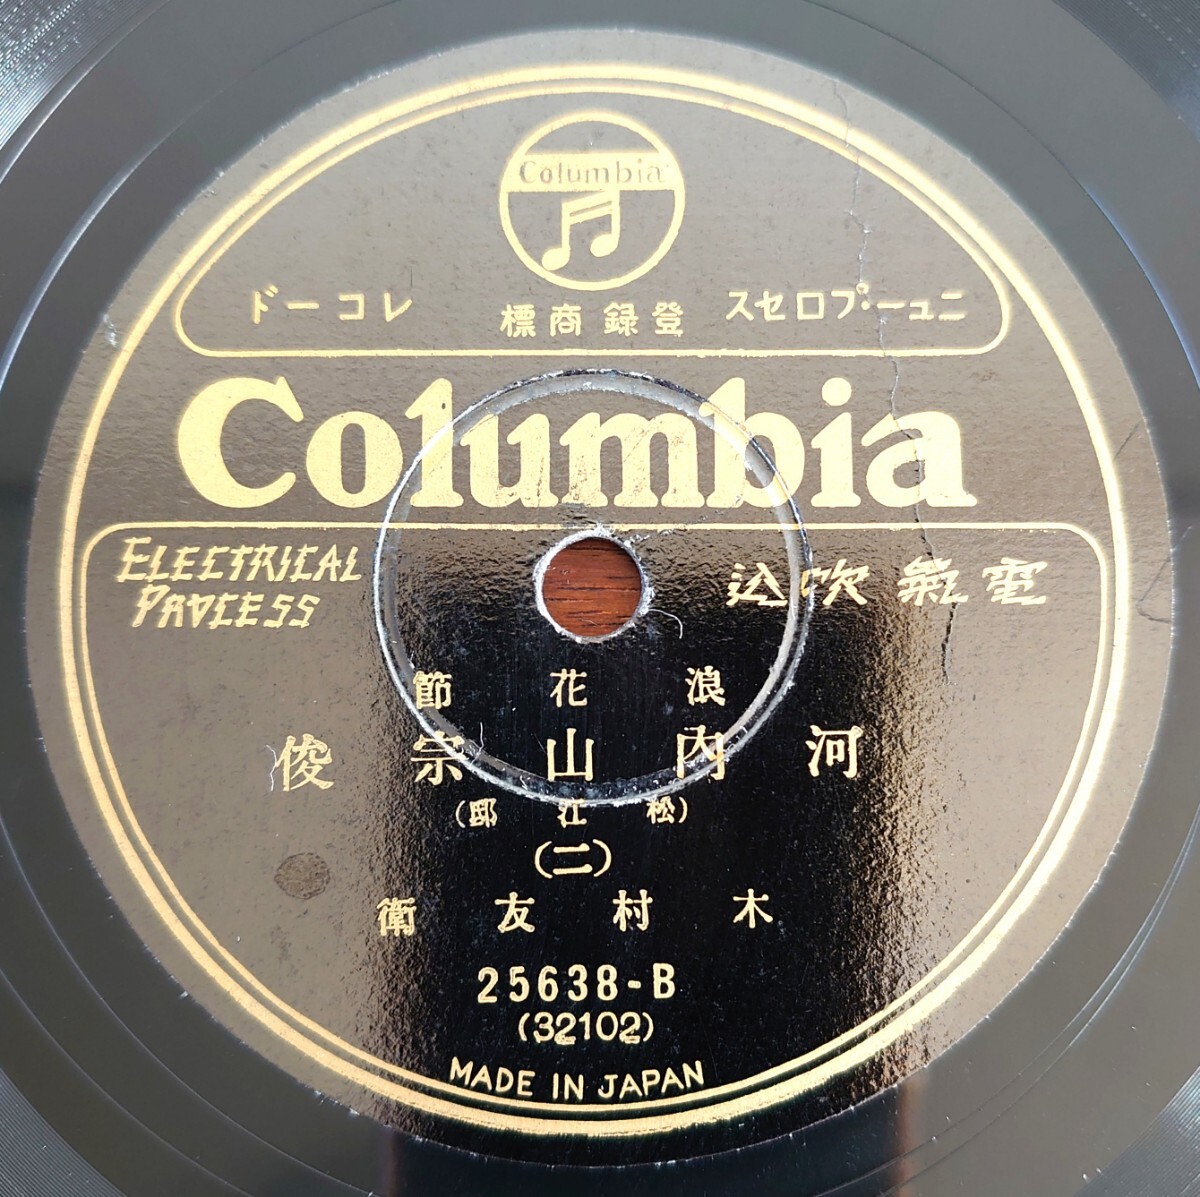 Columbia
ニュー・プロセス 登録商標 レコード
Columbia
ELECTRICAL
PROCESS
電氣吹込
浪花節
河内山宗俊
(松江邸)
(二)
木村友衛
25638-B
(32102)
MADE IN JAPAN